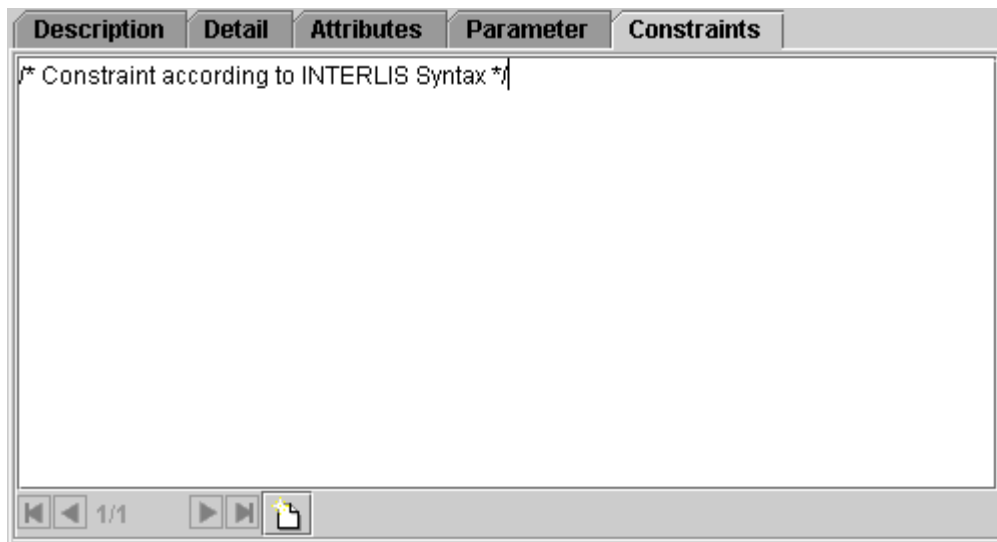 Description Detail Attributes Parameter Constraints
/* Constraint according to INTERLIS Syntax */
1/1